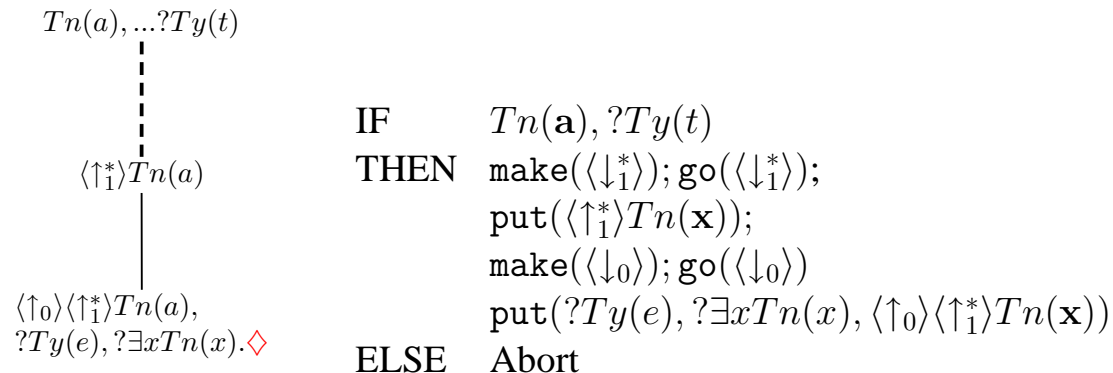 Tn(a), ...?Ty(t)
⟨↑*₁⟩Tn(a)
⟨↑₀⟩⟨↑*₁⟩Tn(a),
?Ty(e), ?∃xTn(x).♢
IF Tn(𝐚), ?Ty(t)
THEN make(⟨↓*₁⟩); go(⟨↓*₁⟩);
put(⟨↑*₁⟩Tn(𝐱));
make(⟨↓₀⟩); go(⟨↓₀⟩)
put(?Ty(e), ?∃xTn(x), ⟨↑₀⟩⟨↑*₁⟩Tn(𝐱))
ELSE Abort